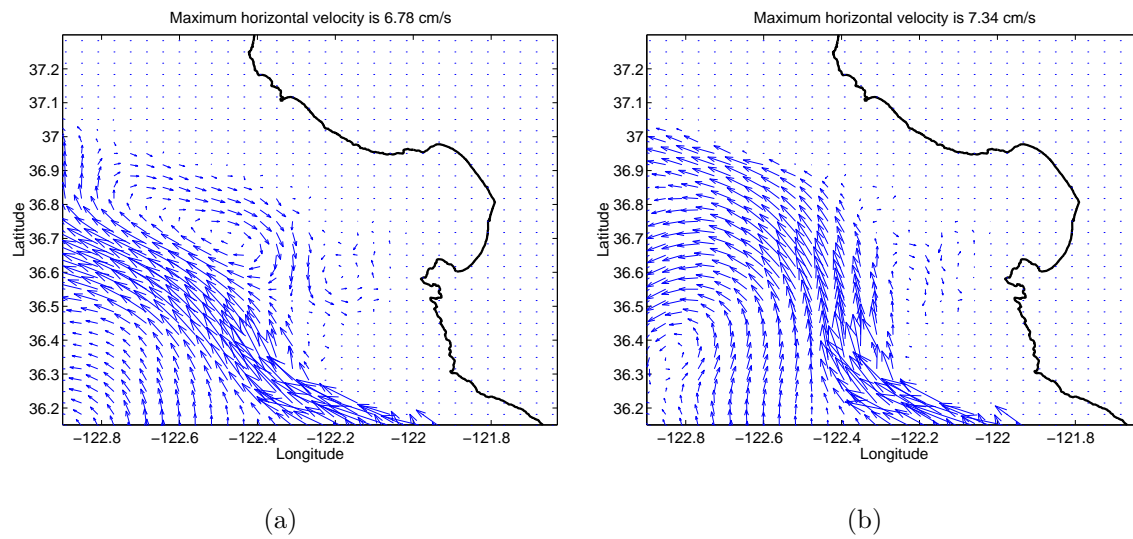 Maximum horizontal velocity is 6.78 cm/s
37.2
37.1
37
36.9
36.8
36.7
36.6
36.5
36.4
36.3
36.2
Latitude
−122.8 −122.6 −122.4 −122.2 −122 −121.8
Longitude
(a)
Maximum horizontal velocity is 7.34 cm/s
37.2
37.1
37
36.9
36.8
36.7
36.6
36.5
36.4
36.3
36.2
Latitude
−122.8 −122.6 −122.4 −122.2 −122 −121.8
Longitude
(b)